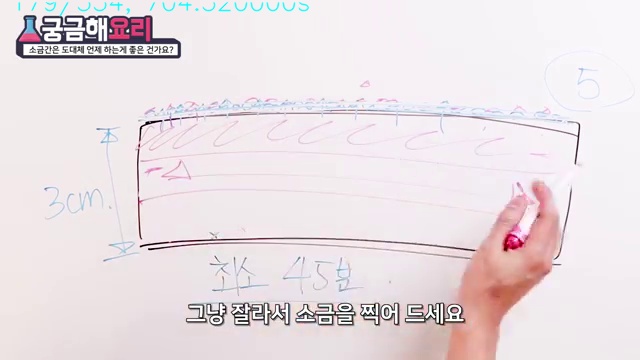 179/334, 704.320000s
궁금해요리
소금간은 도대체 언제 하는게 좋은 건가요?
5
3cm.
최소 45분
그냥 잘라서 소금을 찍어 드세요